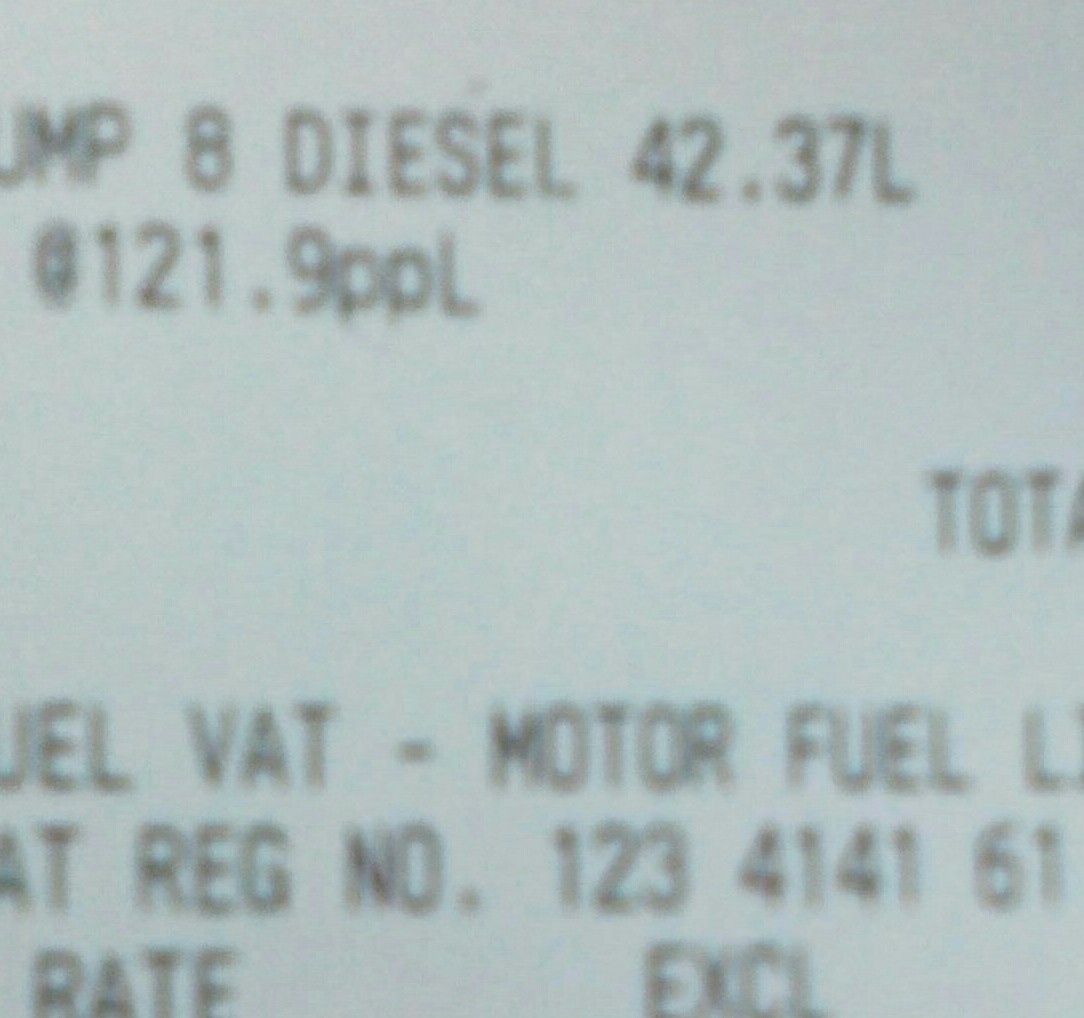 UMP 8 DIESEL 42.37L
@121.9ppL
TOTA
UEL VAT - MOTOR FUEL LI
AT REG NO. 123 4141 61
RATE EXCL